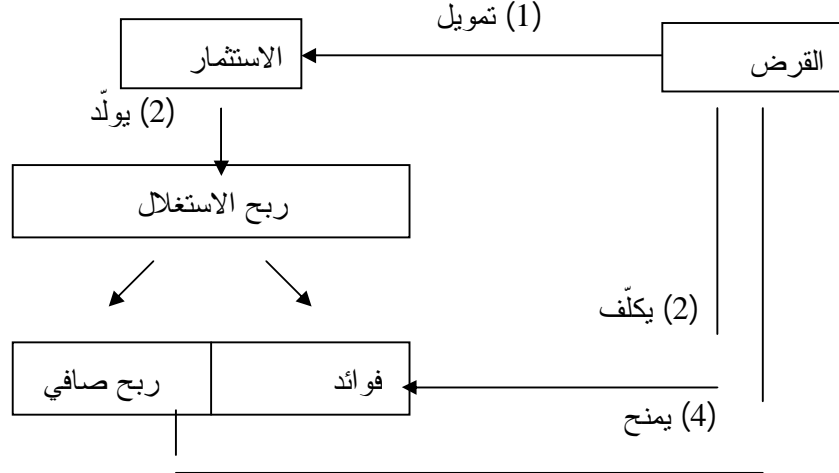 (1) تمويل
القرض
الاستثمار
(2) يولّد
ربح الاستغلال
(2) يكلّف
فوائد
ربح صافي
(4) يمنح